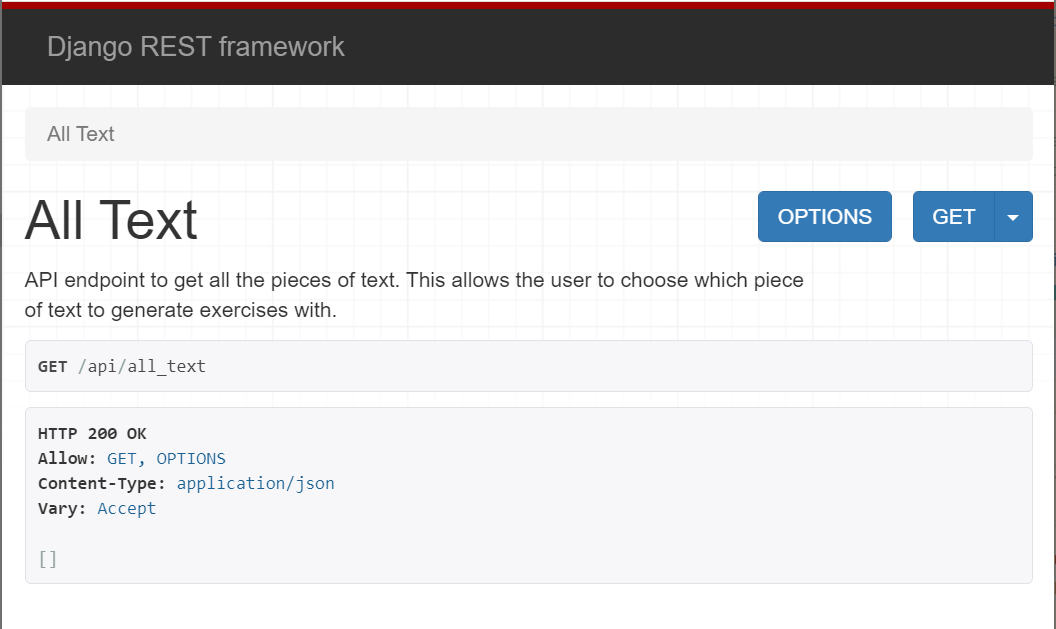 Django REST framework
All Text
All Text
OPTIONS
GET
API endpoint to get all the pieces of text. This allows the user to choose which piece
of text to generate exercises with.
GET /api/all_text
HTTP 200 OK
Allow: GET, OPTIONS
Content-Type: application/json
Vary: Accept
[]